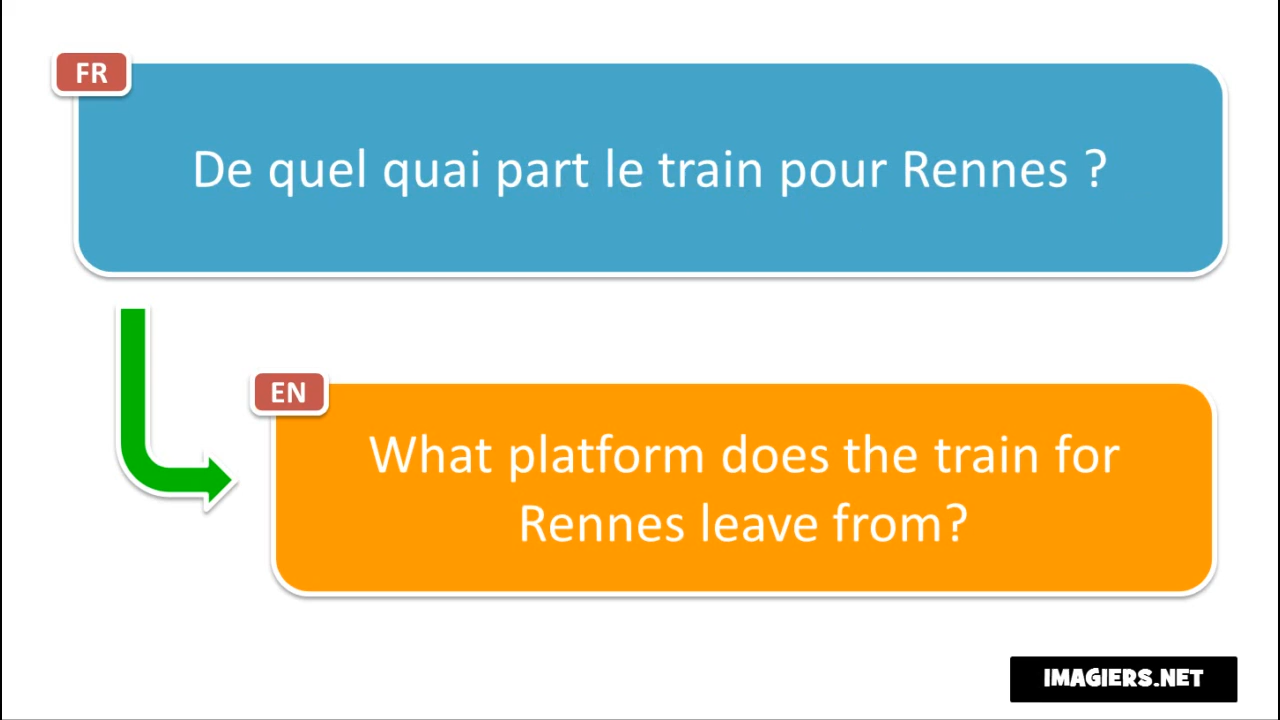 FR
De quel quai part le train pour Rennes ?
EN
What platform does the train for
Rennes leave from?
IMAGIERS.NET